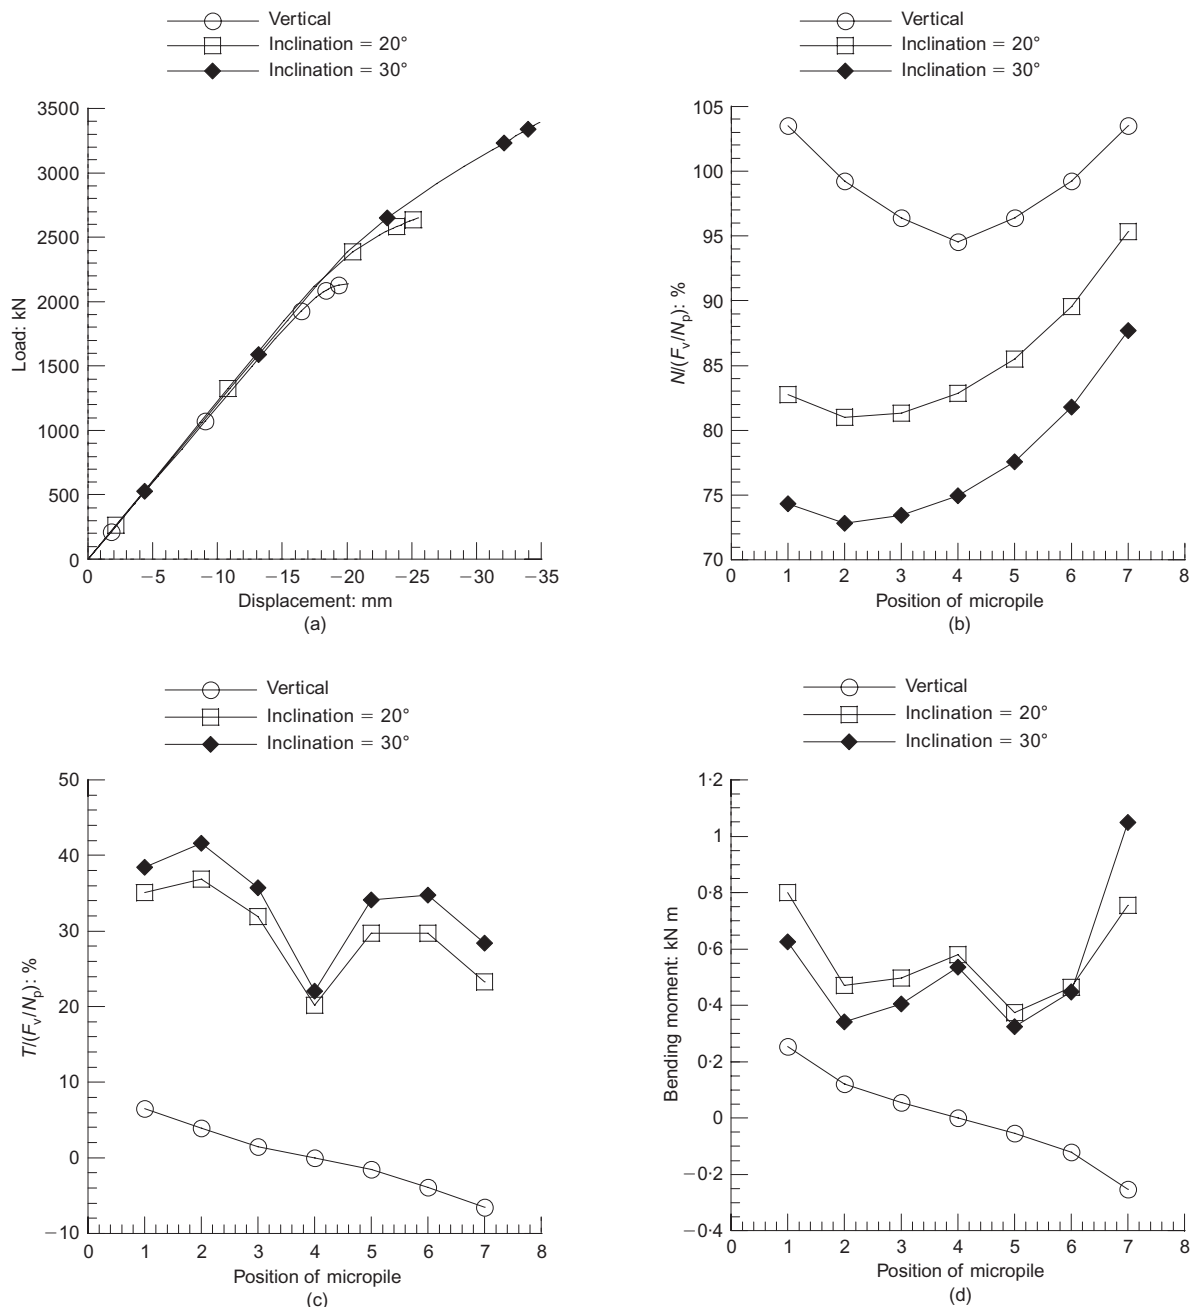 Vertical
Inclination = 20°
Inclination = 30°
3500
3000
2500
2000
1500
1000
500
0
Load: kN
0 −5 −10 −15 −20 −25 −30 −35
Displacement: mm
(a)
Vertical
Inclination = 20°
Inclination = 30°
105
100
95
90
85
80
75
70
N/(Fv/Np): %
0 1 2 3 4 5 6 7 8
Position of micropile
(b)
Vertical
Inclination = 20°
Inclination = 30°
50
40
30
20
10
0
−10
T/(Fv/Np): %
0 1 2 3 4 5 6 7 8
Position of micropile
(c)
Vertical
Inclination = 20°
Inclination = 30°
1·2
1
0·8
0·6
0·4
0·2
0
−0·2
−0·4
Bending moment: kN m
0 1 2 3 4 5 6 7 8
Position of micropile
(d)